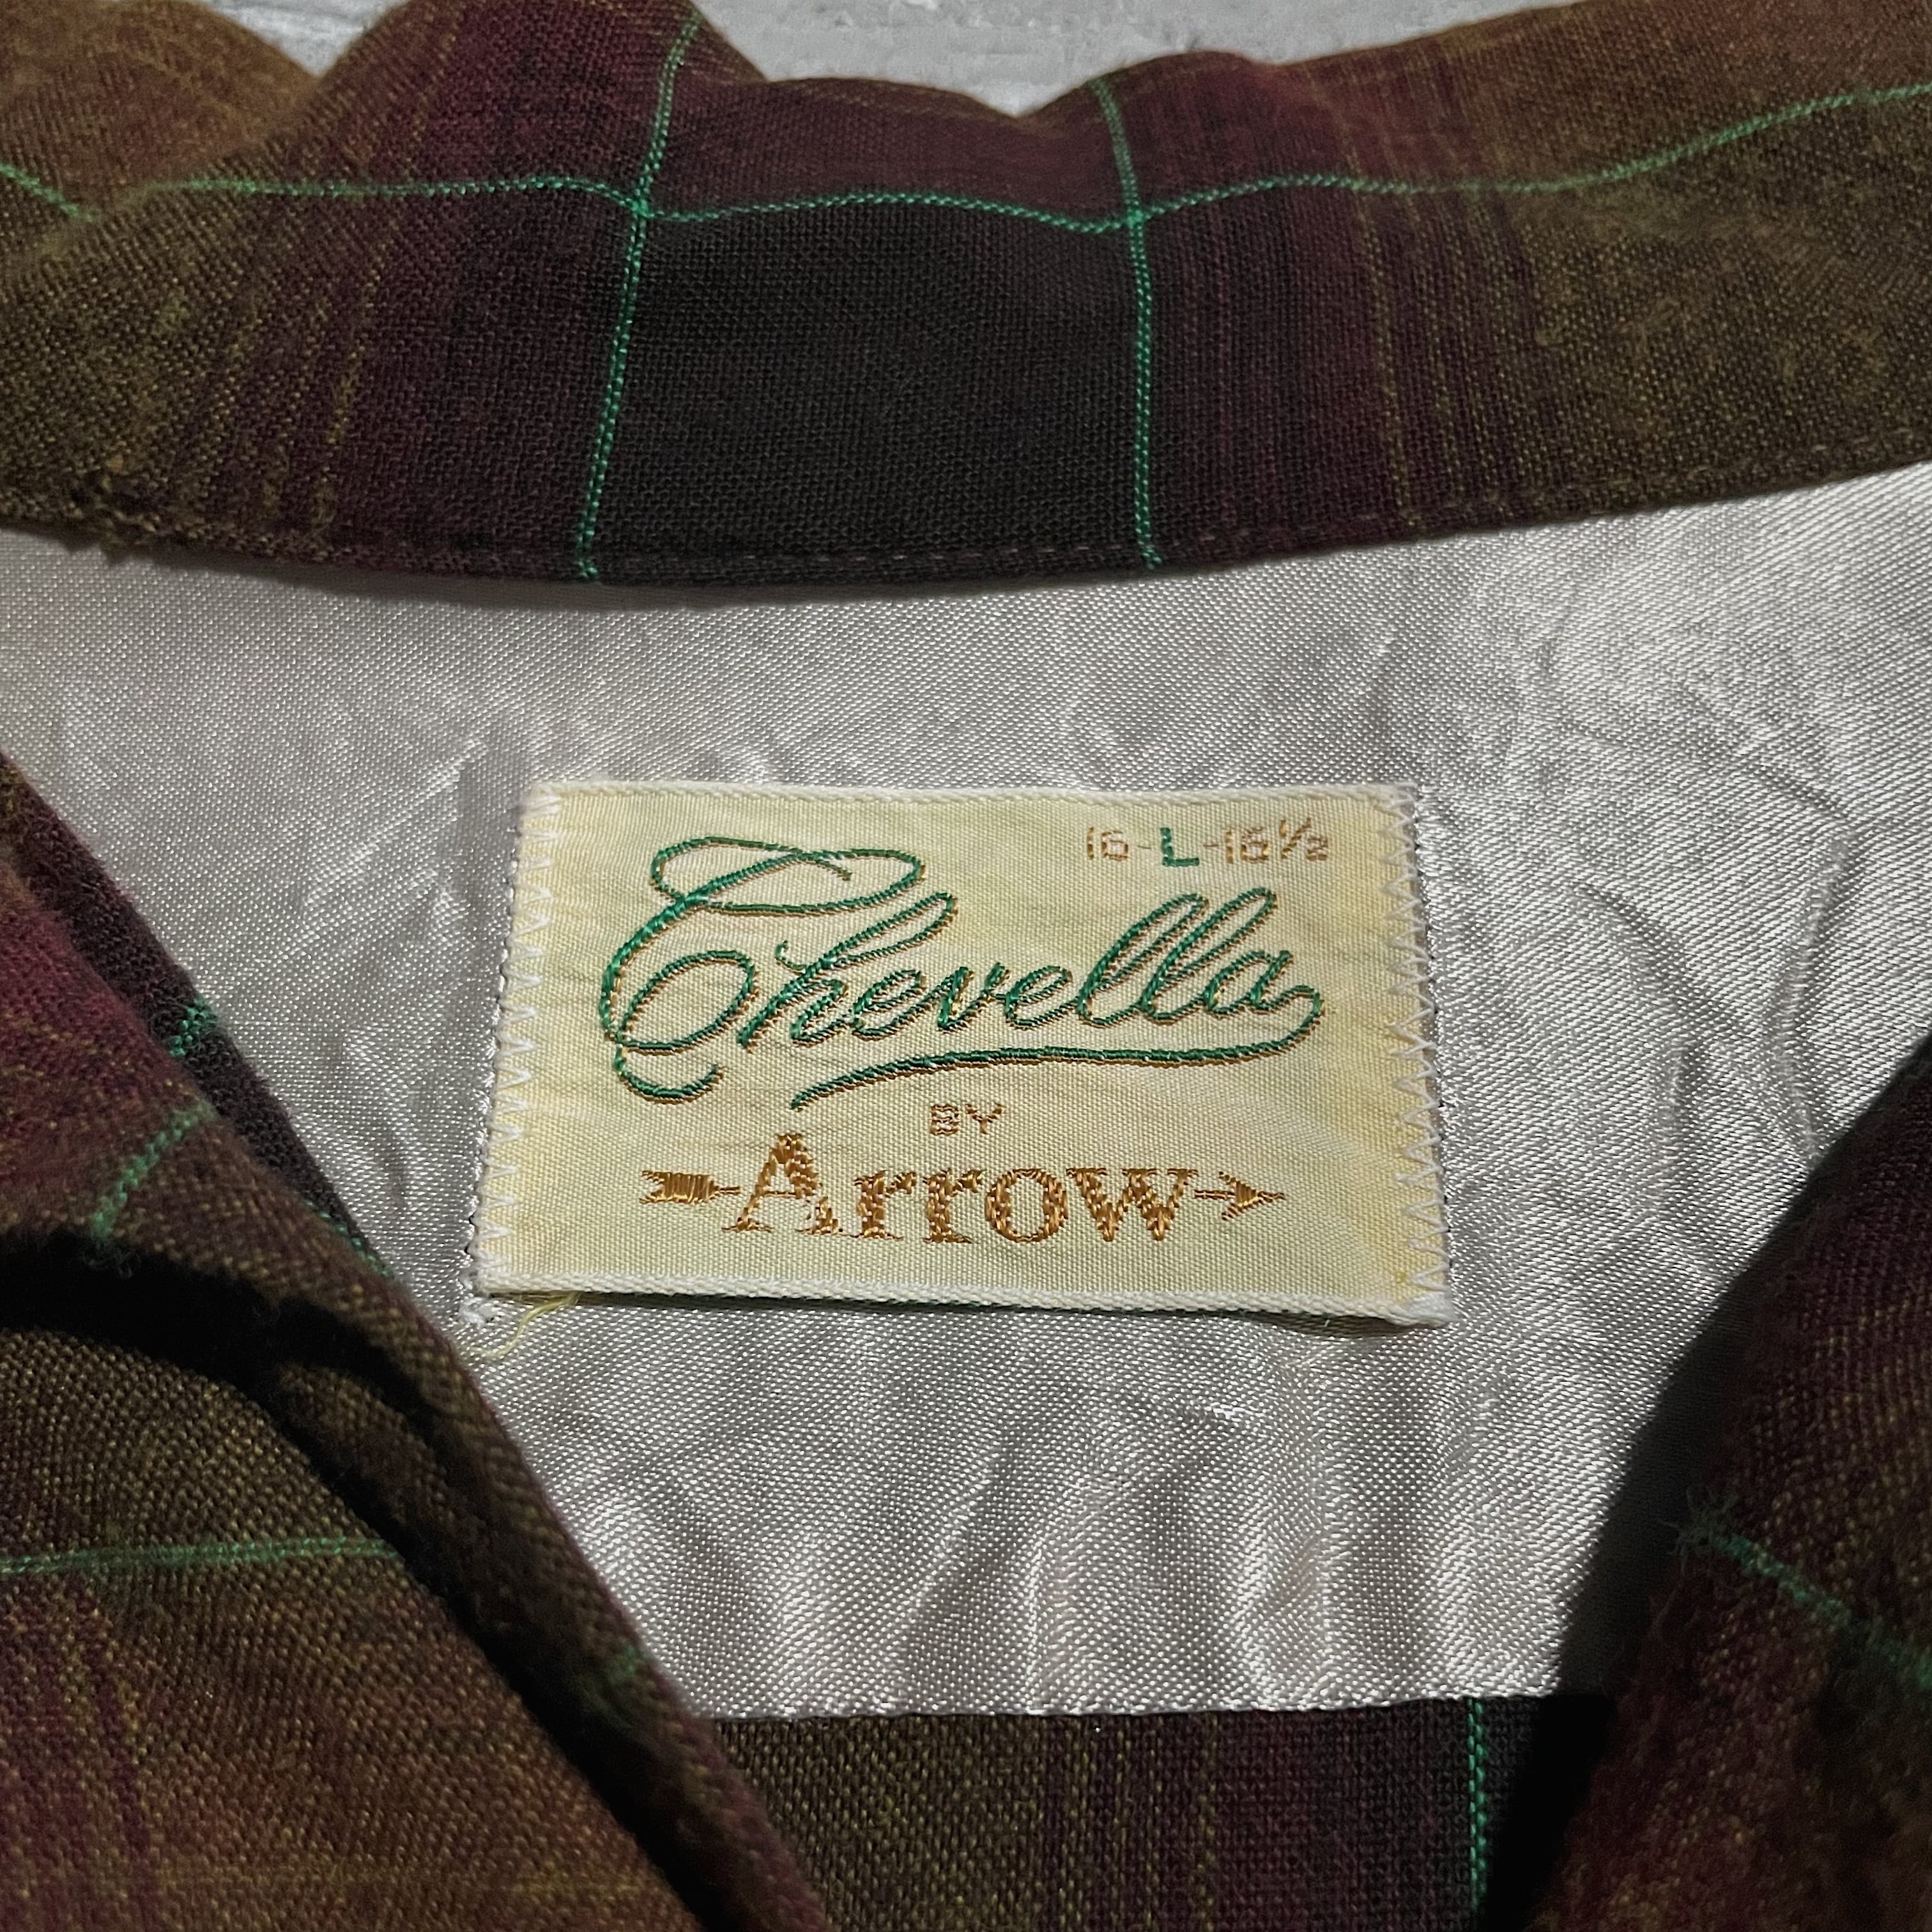 16-L-16½
Chevella
BY
Arrow